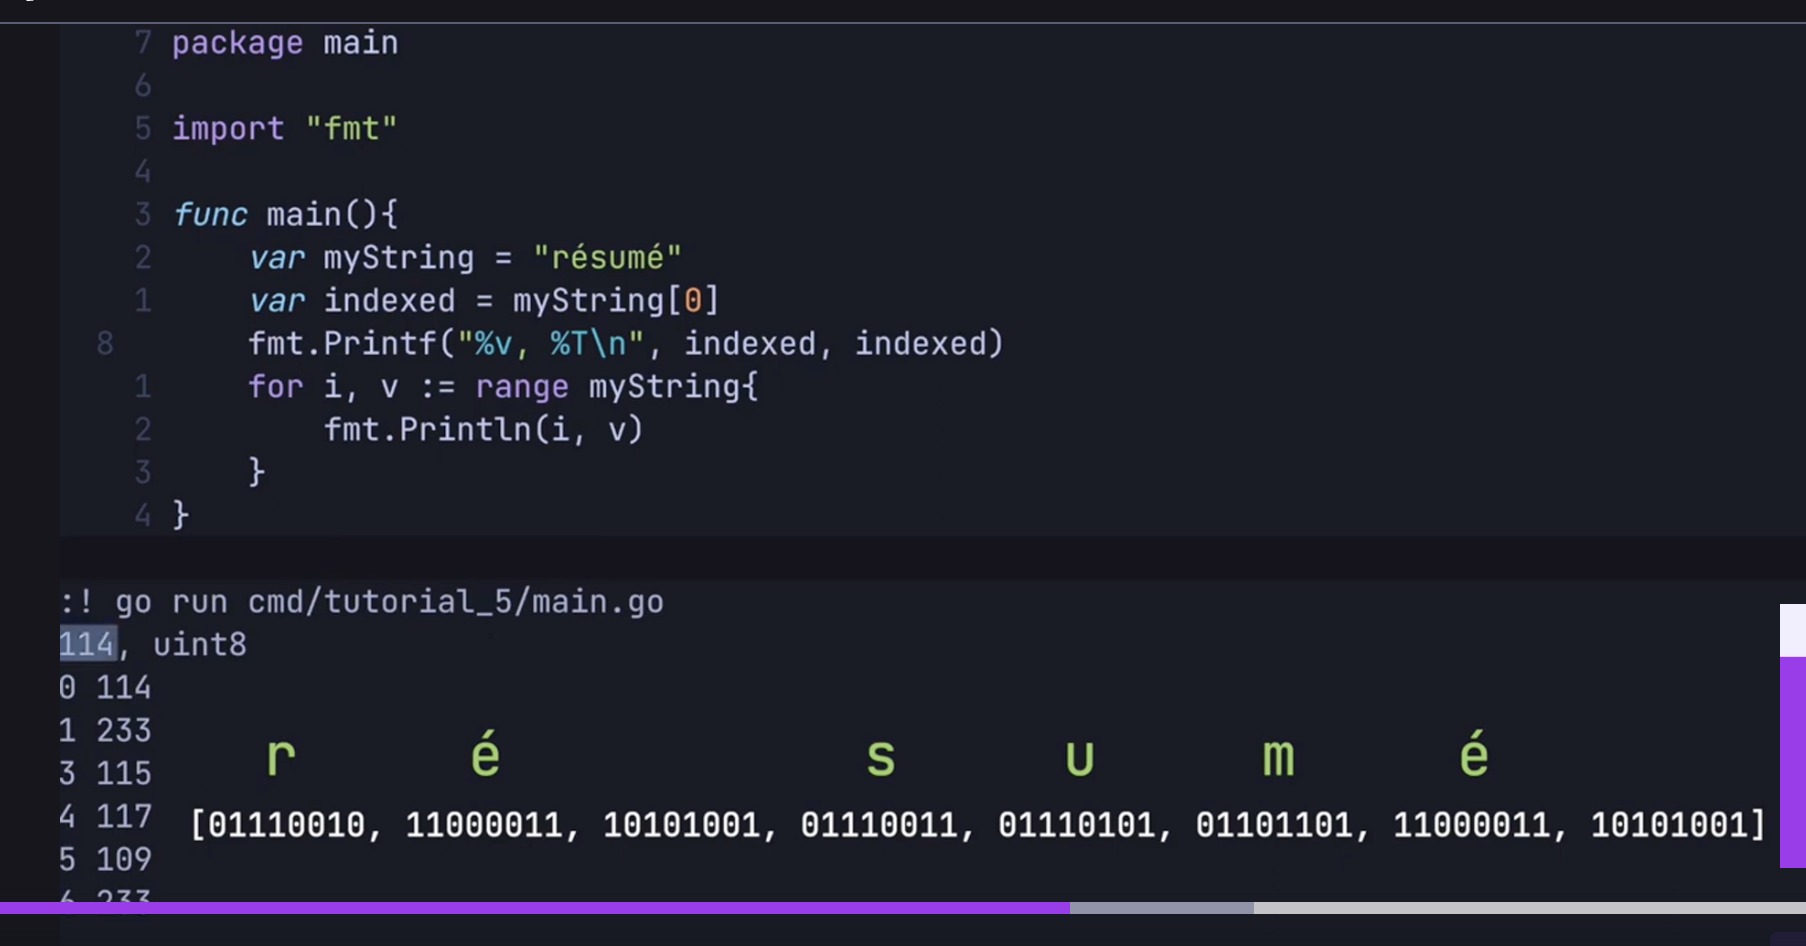 7 package main
6
5 import "fmt"
4
3 func main(){
2 var myString = "résumé"
1 var indexed = myString[0]
8 fmt.Printf("%v, %T\n", indexed, indexed)
1 for i, v := range myString{
2 fmt.Println(i, v)
3 }
4 }
:! go run cmd/tutorial_5/main.go
114, uint8
0 114
1 233
r é s u m é
3 115
4 117
[01110010, 11000011, 10101001, 01110011, 01110101, 01101101, 11000011, 10101001]
5 109
6 233